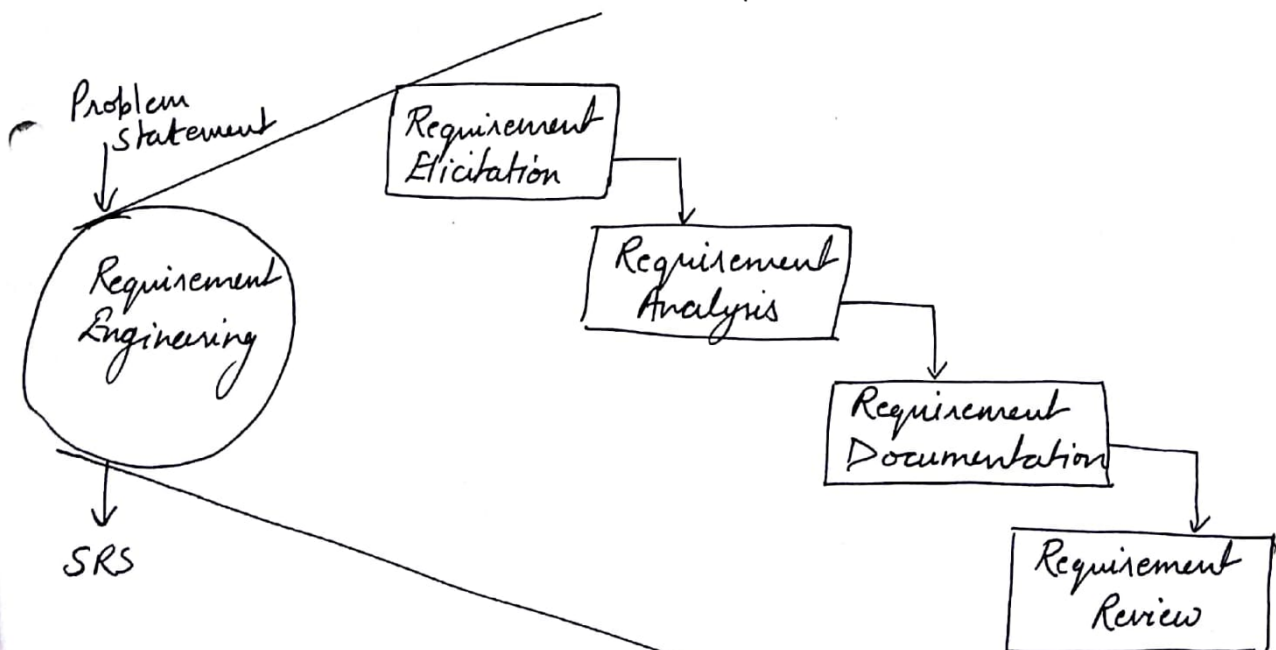 Problem
statement
Requirement
Engineering
SRS
Requirement
Elicitation
Requirement
Analysis
Requirement
Documentation
Requirement
Review